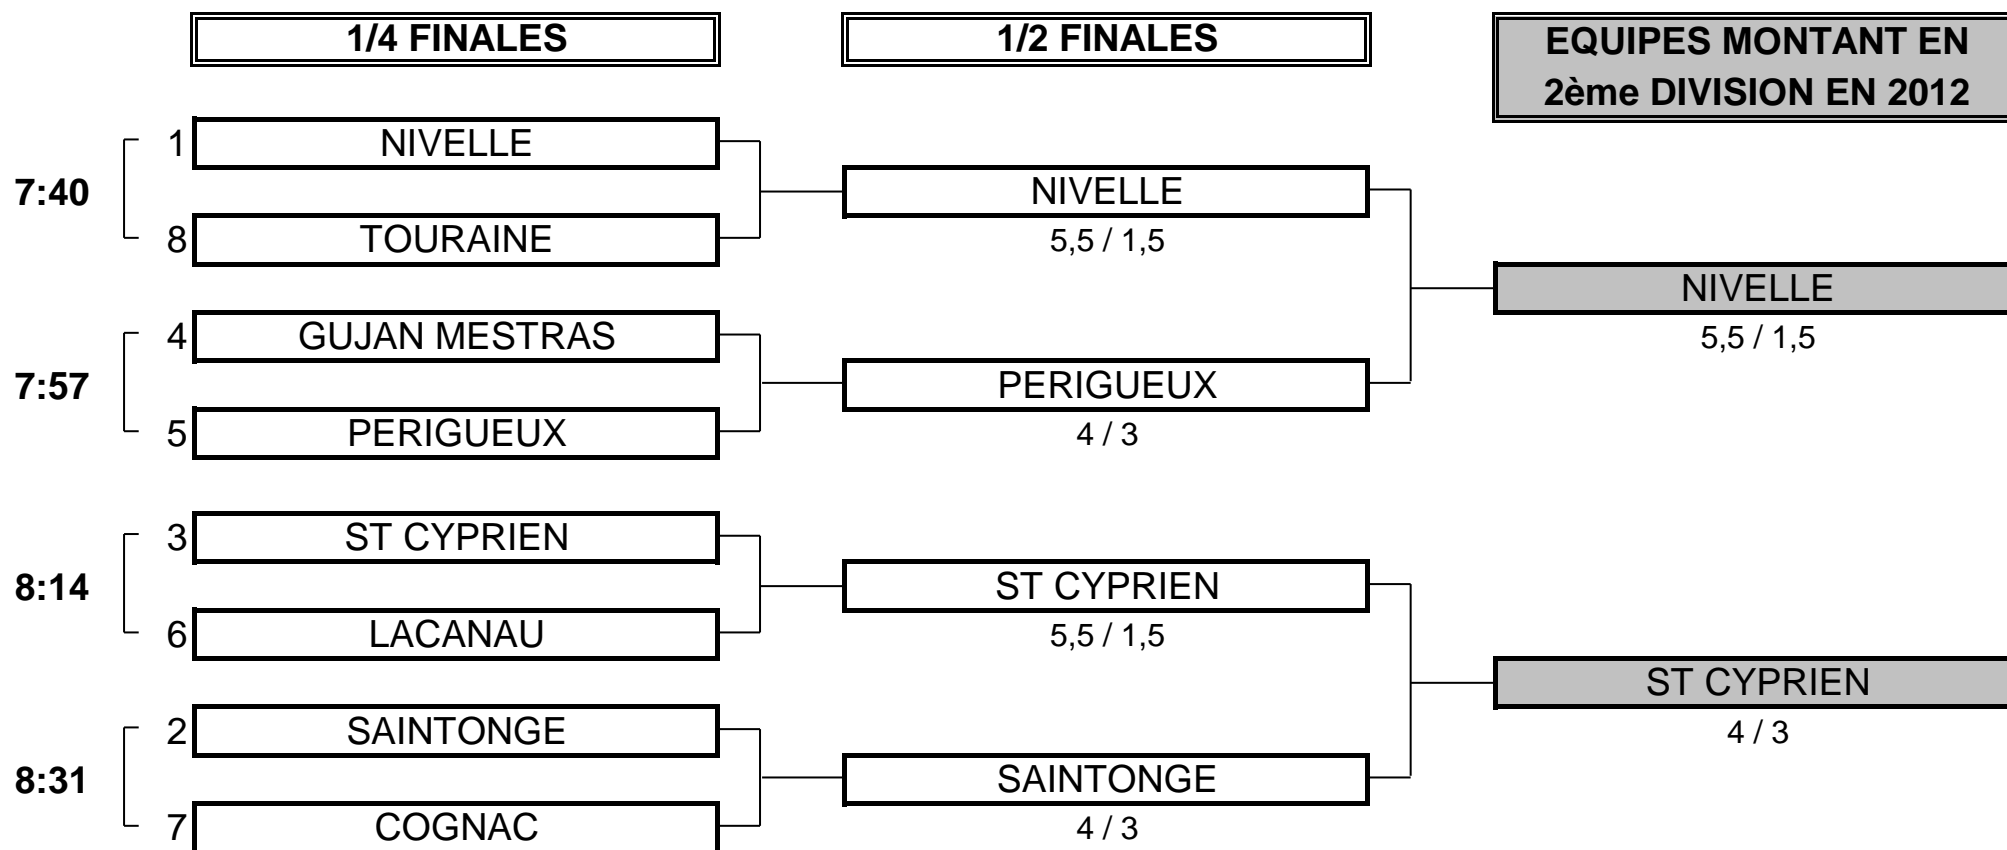 1/4 FINALES
1/2 FINALES
EQUIPES MONTANT EN
2ème DIVISION EN 2012
1 NIVELLE
7:40
NIVELLE
8 TOURAINE
5,5 / 1,5
NIVELLE
4 GUJAN MESTRAS
5,5 / 1,5
7:57
PERIGUEUX
5 PERIGUEUX
4 / 3
3 ST CYPRIEN
8:14
ST CYPRIEN
6 LACANAU
5,5 / 1,5
ST CYPRIEN
2 SAINTONGE
4 / 3
8:31
SAINTONGE
7 COGNAC
4 / 3